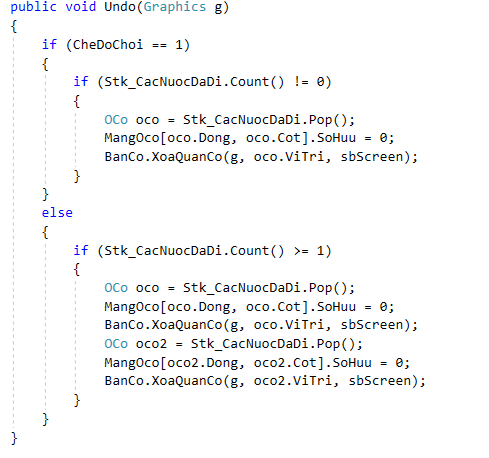 public void Undo(Graphics g)
{
if (CheDoChoi == 1)
{
if (Stk_CacNuocDaDi.Count() != 0)
{
OCo oco = Stk_CacNuocDaDi.Pop();
MangOco[oco.Dong, oco.Cot].SoHuu = 0;
BanCo.XoaQuanCo(g, oco.ViTri, sbScreen);
}
}
else
{
if (Stk_CacNuocDaDi.Count() >= 1)
{
OCo oco = Stk_CacNuocDaDi.Pop();
MangOco[oco.Dong, oco.Cot].SoHuu = 0;
BanCo.XoaQuanCo(g, oco.ViTri, sbScreen);
OCo oco2 = Stk_CacNuocDaDi.Pop();
MangOco[oco2.Dong, oco2.Cot].SoHuu = 0;
BanCo.XoaQuanCo(g, oco2.ViTri, sbScreen);
}
}
}